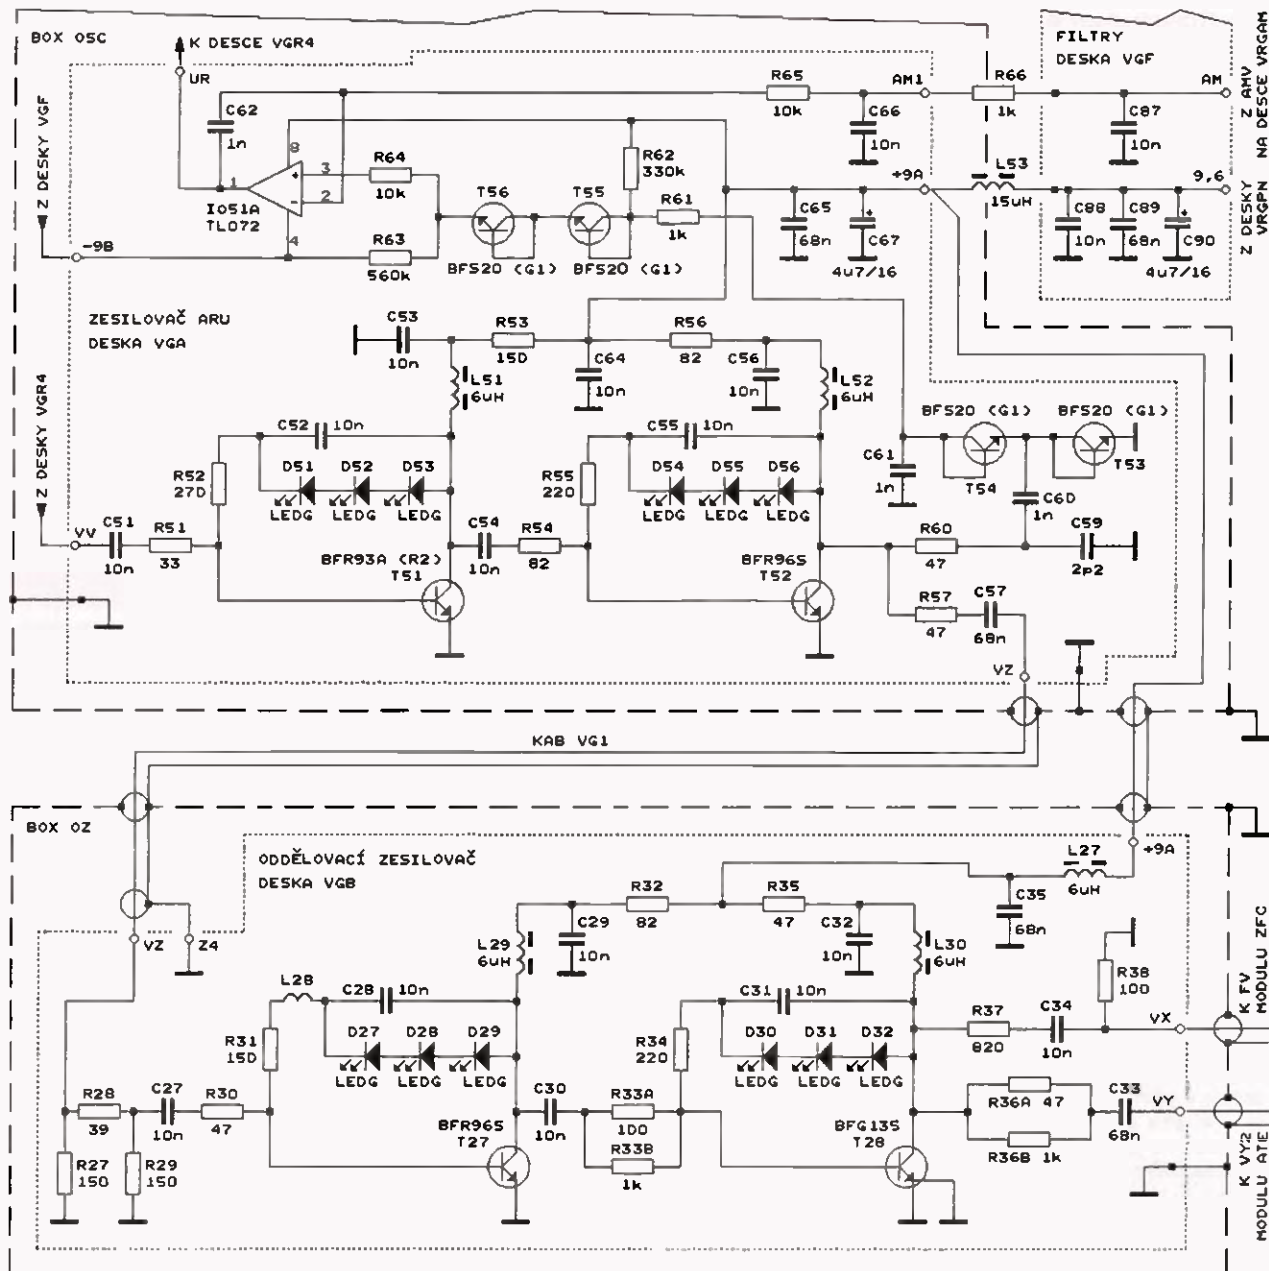 BOX OSC
K DESCE VGR4
FILTRY
DESKA VGF
UR
AM1
R66
1k
AM
Z AMV
NA DESCE VRGAM
R65
10k
C62
1n
C66
10n
C87
10n
Z DESKY VGF
8
3
2
1
4
IO51A
TL072
R64
10k
R63
560k
R62
330k
T56
T55
R61
1k
BFS20 (G1)
BFS20 (G1)
+9A
L53
15uH
9,6
Z DESKY
VRSPN
C65
68n
C67
4u7/16
C88
10n
C89
68n
C90
4u7/16
-9B
ZESILOVAČ ARU
DESKA VGA
C53
10n
R53
150
R56
82
C64
10n
C56
10n
L51
6uH
L52
6uH
Z DESKY VGR4
C52
10n
C55
10n
R52
270
D51
D52
D53
LEDG
LEDG
LEDG
R55
220
D54
D55
D56
LEDG
LEDG
LEDG
BFS20 (G1)
BFS20 (G1)
T54
T53
C61
1n
C60
1n
VV
C51
10n
R51
33
BFR93A (R2)
T51
C54
10n
R54
82
BFR96S
T52
R60
47
C59
2p2
R57
47
C57
68n
VZ
KAB VG1
BOX OZ
ODDĚLOVACÍ ZESILOVAČ
DESKA VGB
+9A
L27
6uH
R32
82
R35
47
C35
68n
C29
10n
C32
10n
L29
6uH
L30
6uH
VZ
Z4
L28
C28
10n
C31
10n
R38
100
R31
150
D27
D28
D29
LEDG
LEDG
LEDG
R34
220
D30
D31
D32
LEDG
LEDG
LEDG
R37
820
C34
10n
VX
K FV
MODULU ZFC
R28
39
C27
10n
R30
47
BFR96S
T27
C30
10n
R33A
100
R33B
1k
BFG135
T28
R36A
47
R36B
1k
C33
68n
VY
K VY2
MODULU ATE
R27
150
R29
150